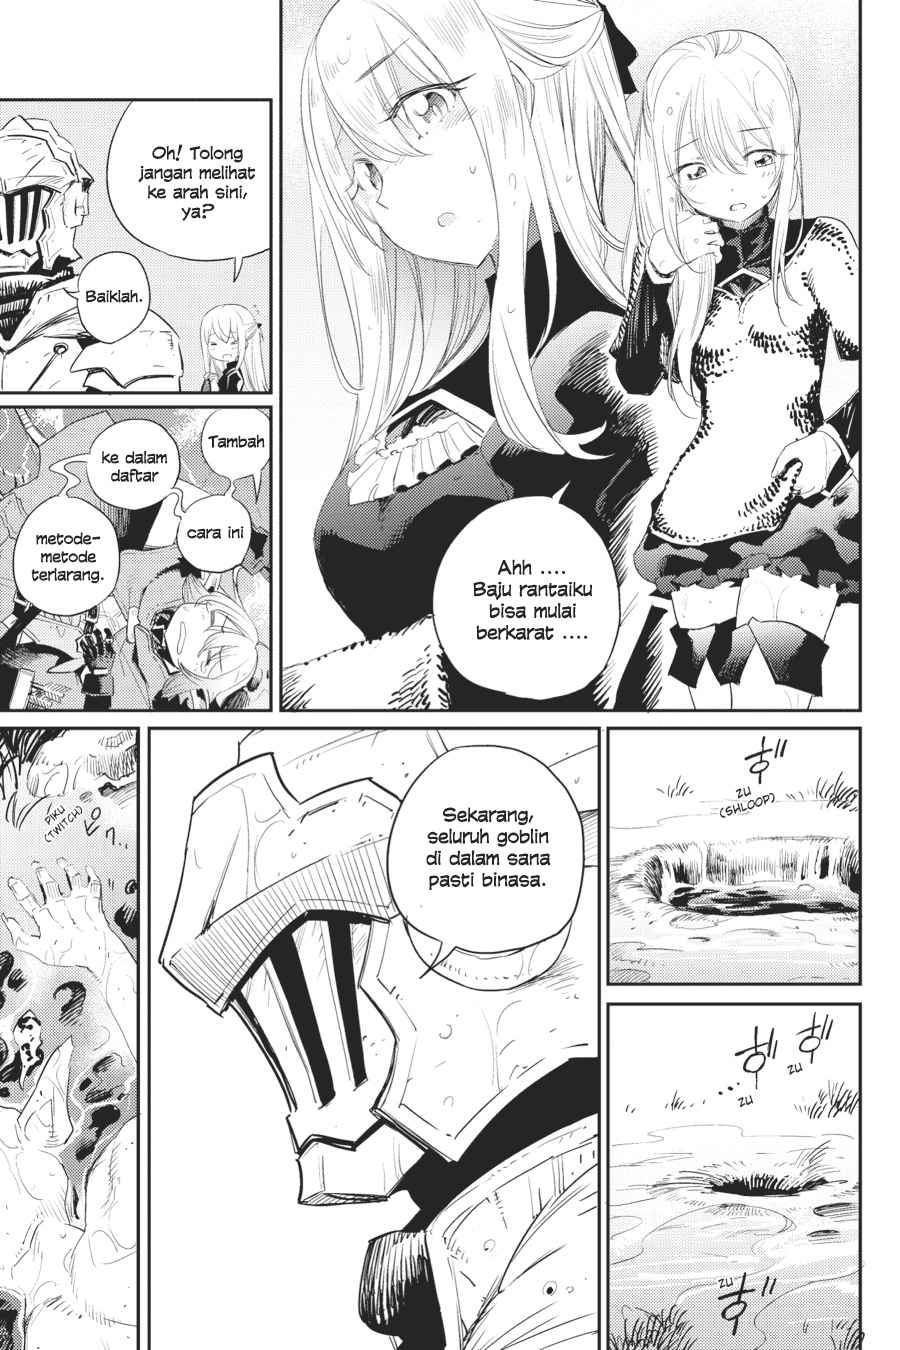 Ahh ....
Baju rantaiku
bisa mulai
berkarat ....
Oh! Tolong
jangan melihat
ke arah sini,
ya?
Baiklah.
Tambah
cara ini
ke dalam
daftar
metode-
metode
terlarang.
ZU
(SHLOOP)
ZU
ZU
ZU
Sekarang,
seluruh goblin
di dalam sana
pasti binasa.
PIKU
(TWITCH)